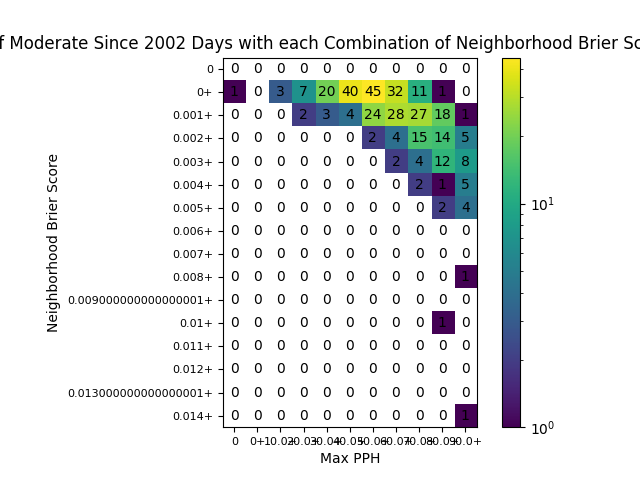 f Moderate Since 2002 Days with each Combination of Neighborhood Brier Sc
0 0 0 0 0 0 0 0 0 0 0 0
0+ 1 0 3 7 20 40 45 32 11 1 0
0.001+ 0 0 0 2 3 4 24 28 27 18 1
0.002+ 0 0 0 0 0 0 2 4 15 14 5
0.003+ 0 0 0 0 0 0 0 2 4 12 8
0.004+ 0 0 0 0 0 0 0 0 2 1 5
0.005+ 0 0 0 0 0 0 0 0 0 2 4
0.006+ 0 0 0 0 0 0 0 0 0 0 0
0.007+ 0 0 0 0 0 0 0 0 0 0 0
0.008+ 0 0 0 0 0 0 0 0 0 0 1
0.009000000000000001+ 0 0 0 0 0 0 0 0 0 0 0
0.01+ 0 0 0 0 0 0 0 0 0 1 0
0.011+ 0 0 0 0 0 0 0 0 0 0 0
0.012+ 0 0 0 0 0 0 0 0 0 0 0
0.013000000000000001+ 0 0 0 0 0 0 0 0 0 0 0
0.014+ 0 0 0 0 0 0 0 0 0 0 1
0 0+
Max PPH
Neighborhood Brier Score
10¹
10⁰